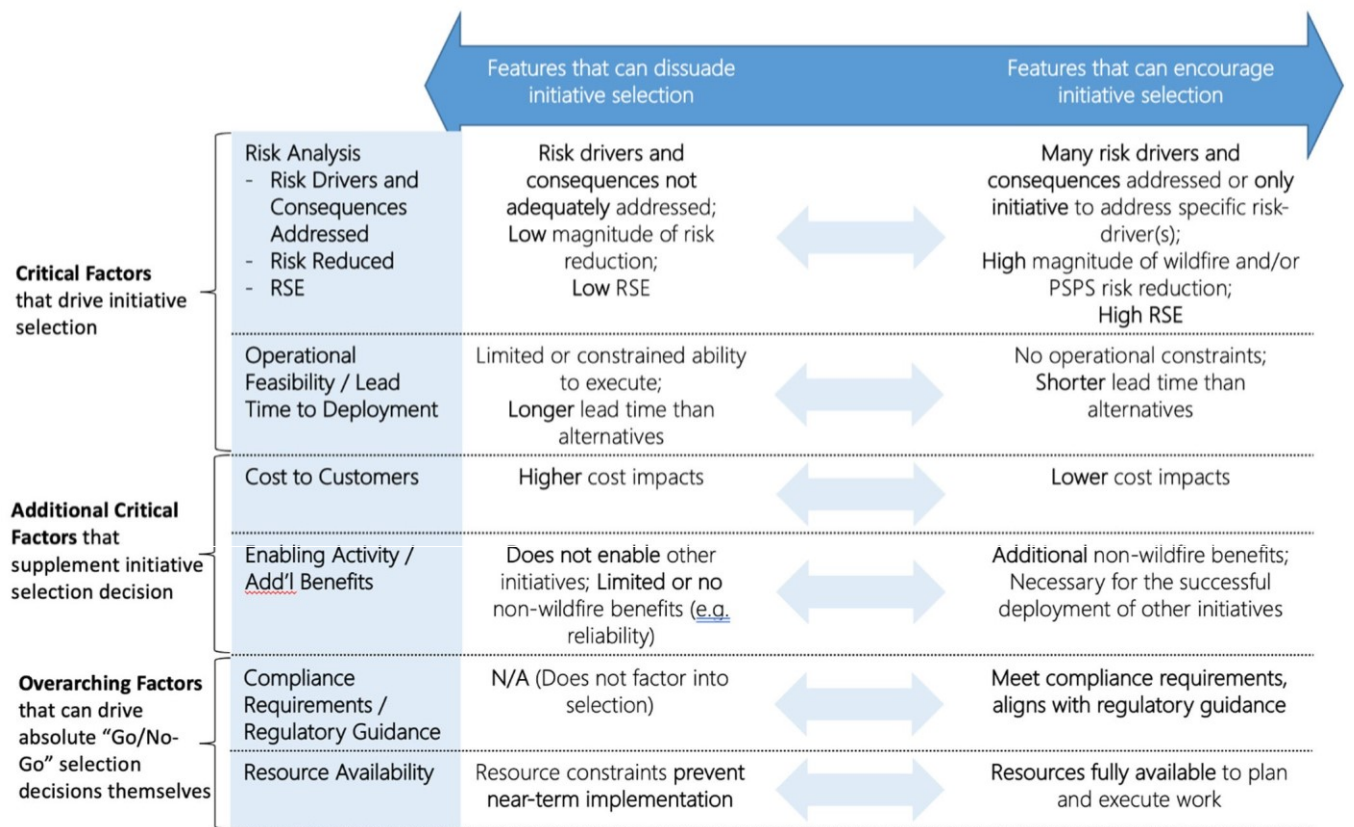 Features that can dissuade
initiative selection
Features that can encourage
initiative selection
Critical Factors
that drive initiative
selection
Risk Analysis
- Risk Drivers and
Consequences
Addressed
- Risk Reduced
- RSE
Risk drivers and
consequences not
adequately addressed;
Low magnitude of risk
reduction;
Low RSE
Many risk drivers and
consequences addressed or only
initiative to address specific risk-
driver(s);
High magnitude of wildfire and/or
PSPS risk reduction;
High RSE
Operational
Feasibility / Lead
Time to Deployment
Limited or constrained ability
to execute;
Longer lead time than
alternatives
No operational constraints;
Shorter lead time than
alternatives
Additional Critical
Factors that
supplement initiative
selection decision
Cost to Customers
Higher cost impacts
Lower cost impacts
Enabling Activity /
Add'l Benefits
Does not enable other
initiatives; Limited or no
non-wildfire benefits (e.g.
reliability)
Additional non-wildfire benefits;
Necessary for the successful
deployment of other initiatives
Overarching Factors
that can drive
absolute “Go/No-
Go” selection
decisions themselves
Compliance
Requirements /
Regulatory Guidance
N/A (Does not factor into
selection)
Meet compliance requirements,
aligns with regulatory guidance
Resource Availability
Resource constraints prevent
near-term implementation
Resources fully available to plan
and execute work